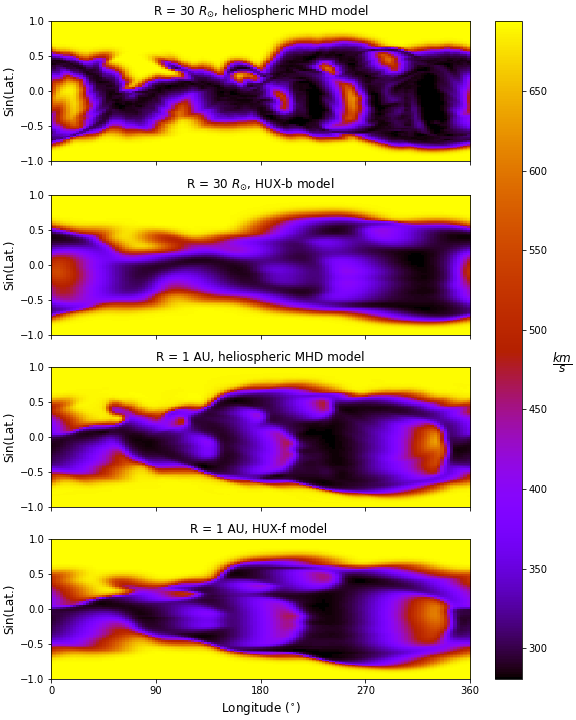 R = 30 R☉, heliospheric MHD model
1.0
0.5
0.0
−0.5
−1.0
Sin(Lat.)
R = 30 R☉, HUX-b model
1.0
0.5
0.0
−0.5
−1.0
Sin(Lat.)
R = 1 AU, heliospheric MHD model
1.0
0.5
0.0
−0.5
−1.0
Sin(Lat.)
R = 1 AU, HUX-f model
1.0
0.5
0.0
−0.5
−1.0
Sin(Lat.)
0 90 180 270 360
Longitude (°)
650
600
550
500
450
400
350
300
km
s